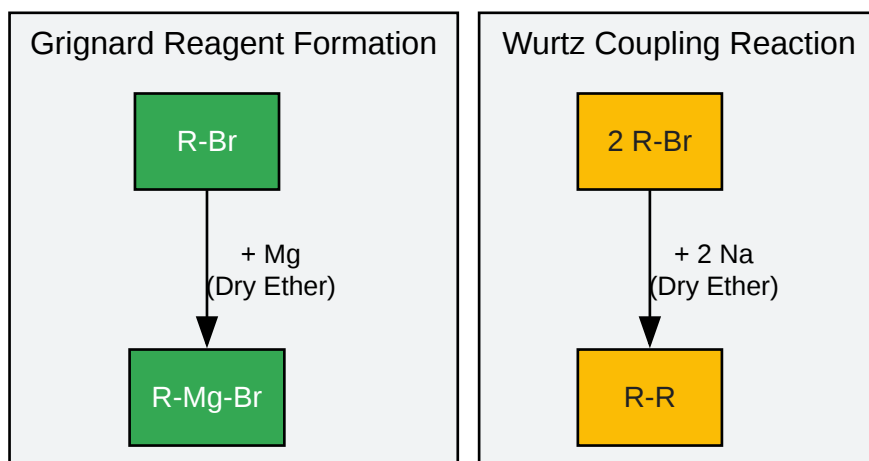 Grignard Reagent Formation
R-Br
+ Mg
(Dry Ether)
R-Mg-Br
Wurtz Coupling Reaction
2 R-Br
+ 2 Na
(Dry Ether)
R-R